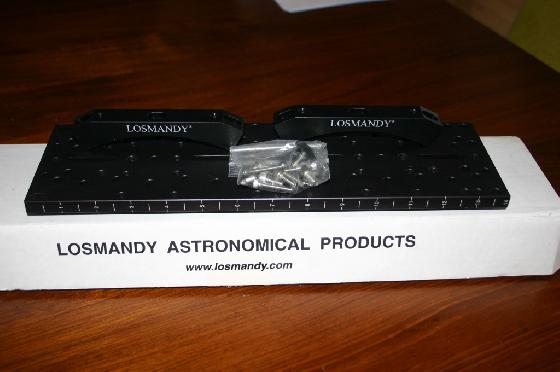 LOSMANDY® LOSMANDY®
LOSMANDY ASTRONOMICAL PRODUCTS
www.losmandy.com